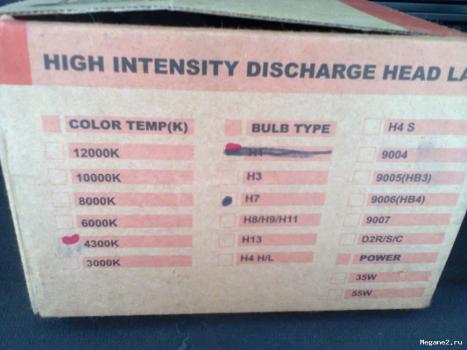 HIGH INTENSITY DISCHARGE HEAD LA
COLOR TEMP(K)
12000K
10000K
8000K
6000K
4300K
3000K
BULB TYPE
H1
H3
H7
H8/H9/H11
H13
H4 H/L
H4 S
9004
9005(HB3)
9006(HB4)
9007
D2R/S/C
POWER
35W
55W
Megane2.ru